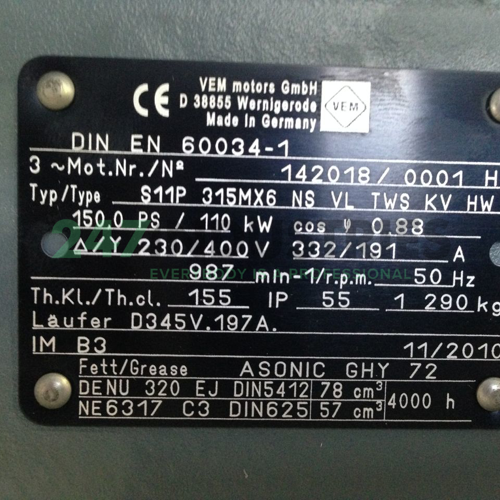 VEM motors GmbH
D 38855 Wernigerode
Made in Germany
CE
VEM
DIN EN 60034-1
3 ~Mot.Nr./Nº 142018/ 0001 H
Typ/Type S11P 315MX6 NS VL TWS KV HW
150.0 PS / 110 kW cos φ 0.88
Δ/Y 230/400 V 332/191 A
987 min-1/r.p.m. 50 Hz
Th.Kl./Th.cl. 155 IP 55 1 290 kg
Läufer D345V.197A.
IM B3 11/2010
Fett/Grease ASONIC GHY 72
DENU 320 EJ DIN5412 78 cm³ 4000 h
NE6317 C3 DIN625 57 cm³
247